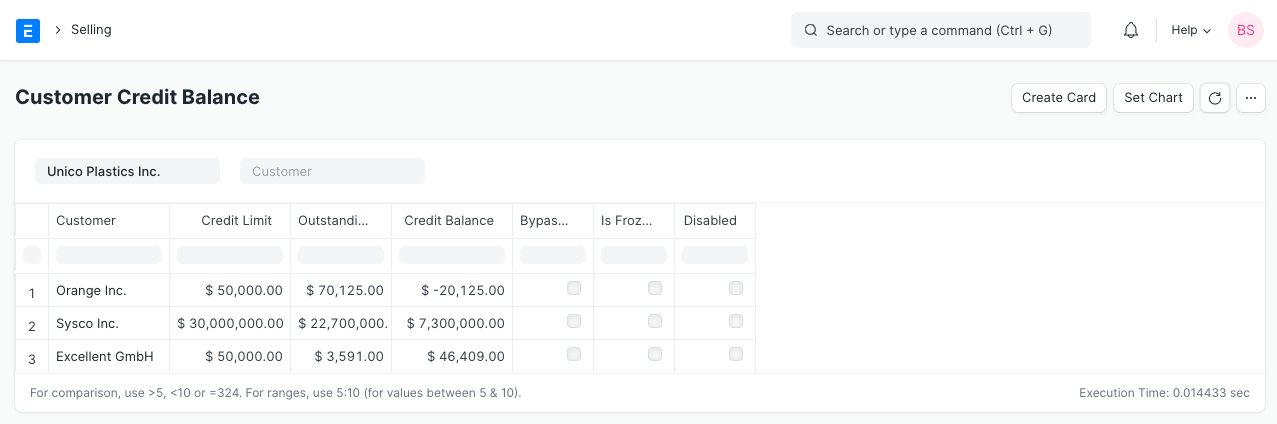 E > Selling Search or type a command (Ctrl + G) Help BS
Customer Credit Balance Create Card Set Chart ...
Unico Plastics Inc. Customer
Customer Credit Limit Outstandi... Credit Balance Bypas... Is Froz... Disabled
1 Orange Inc. $ 50,000.00 $ 70,125.00 $ -20,125.00
2 Sysco Inc. $ 30,000,000.00 $ 22,700,000. $ 7,300,000.00
3 Excellent GmbH $ 50,000.00 $ 3,591.00 $ 46,409.00
For comparison, use >5, <10 or =324. For ranges, use 5:10 (for values between 5 & 10). Execution Time: 0.014433 sec